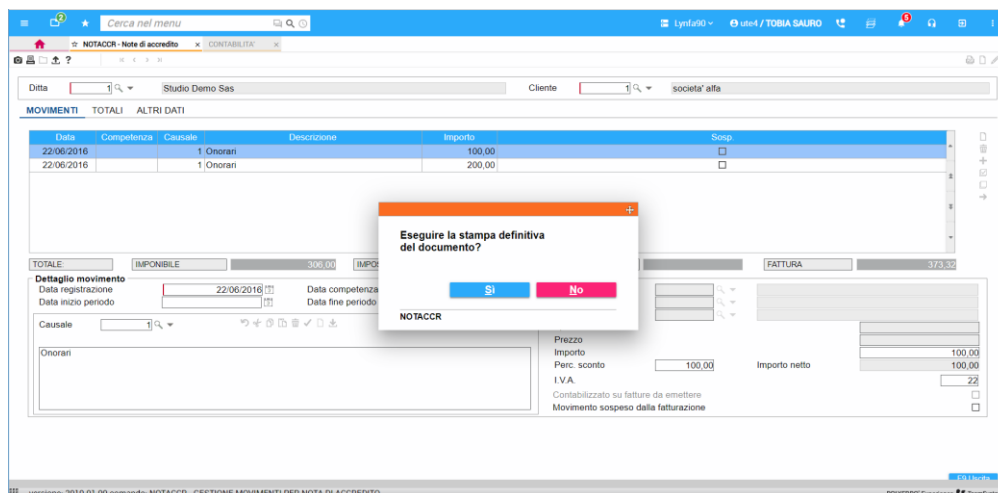 2
Cerca nel menu
Lynfa90
ute4 / TOBIA SAURO
5
NOTACCR - Note di accredito x
CONTABILITA' x
?
Ditta 1 Studio Demo Sas Cliente 1 societa' alfa
MOVIMENTI TOTALI ALTRI DATI
Data Competenza Causale Descrizione Importo Sosp.
22/06/2016 1 Onorari 100,00
22/06/2016 1 Onorari 200,00
Eseguire la stampa definitiva
del documento?
Sì No
NOTACCR
TOTALE: IMPONIBILE 306,00 FATTURA 373,32
Dettaglio movimento
Data registrazione 22/06/2016 Data competenza
Data inizio periodo Data fine periodo
Causale 1
Onorari
Prezzo
Importo 100,00
Perc. sconto 100,00 Importo netto 100,00
I.V.A. 22
Contabilizzato su fatture da emettere
Movimento sospeso dalla fatturazione
F9 Uscita